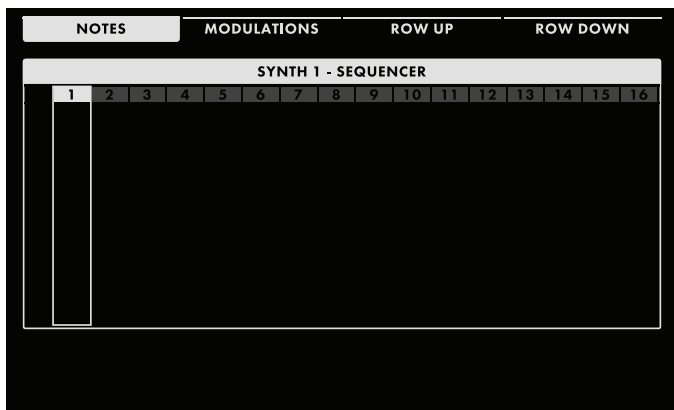 NOTES MODULATIONS ROW UP ROW DOWN
SYNTH 1 - SEQUENCER
1 2 3 4 5 6 7 8 9 10 11 12 13 14 15 16